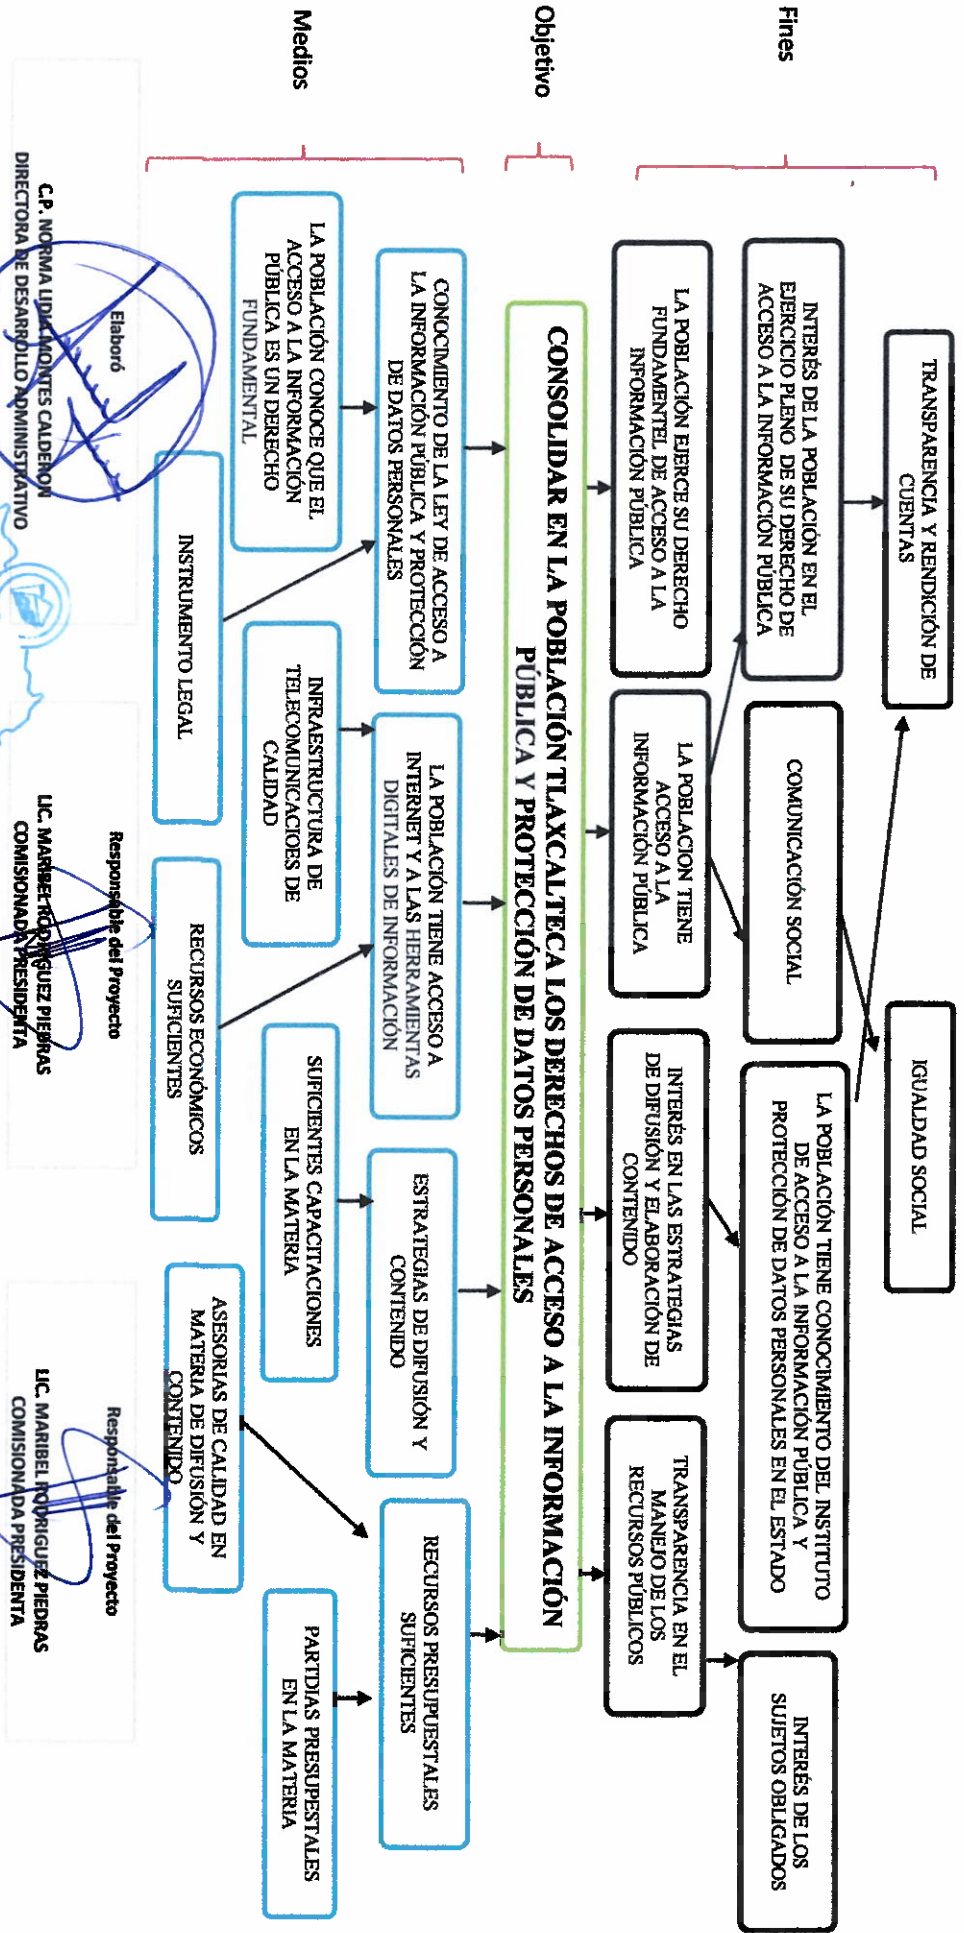 Fines
TRANSPARENCIA Y RENDICIÓN DE
CUENTAS
IGUALDAD SOCIAL
INTERÉS DE LA POBLACIÓN EN EL
EJERCICIO PLENO DE SU DERECHO DE
ACCESO A LA INFORMACIÓN PÚBLICA
COMUNICACIÓN SOCIAL
LA POBLACIÓN TIENE CONOCIMIENTO DEL INSTITUTO
DE ACCESO A LA INFORMACIÓN PÚBLICA Y
PROTECCIÓN DE DATOS PERSONALES EN EL ESTADO
INTERÉS DE LOS
SUJETOS OBLIGADOS
LA POBLACIÓN EJERCE SU DERECHO
FUNDAMENTEL DE ACCESO A LA
INFORMACIÓN PÚBLICA
LA POBLACION TIENE
ACCESO A LA
INFORMACIÓN PÚBLICA
INTERÉS EN LAS ESTRATEGIAS
DE DIFUSIÓN Y ELABORACIÓN DE
CONTENIDO
TRANSPARENCIA EN EL
MANEJO DE LOS
RECURSOS PÚBLICOS
Objetivo
CONSOLIDAR EN LA POBLACIÓN TLAXCALTECA LOS DERECHOS DE ACCESO A LA INFORMACIÓN
PÚBLICA Y PROTECCIÓN DE DATOS PERSONALES
Medios
CONOCIMIENTO DE LA LEY DE ACCESO A
LA INFORMACIÓN PÚBLICA Y PROTECCIÓN
DE DATOS PERSONALES
LA POBLACIÓN TIENE ACCESO A
INTERNET Y A LAS HERRAMIENTAS
DIGITALES DE INFORMACIÓN
ESTRATEGIAS DE DIFUSIÓN Y
CONTENIDO
RECURSOS PRESUPUESTALES
SUFICIENTES
LA POBLACIÓN CONOCE QUE EL
ACCESO A LA INFORMACIÓN
PÚBLICA ES UN DERECHO
FUNDAMENTAL
INFRAESTRUCTURA DE
TELECOMUNICACIOES DE
CALIDAD
SUFICIENTES CAPACITACIONES
EN LA MATERIA
PARTDIAS PRESUPESTALES
EN LA MATERIA
INSTRUMENTO LEGAL
RECURSOS ECONÓMICOS
SUFICIENTES
ASESORIAS DE CALIDAD EN
MATERIA DE DIFUSIÓN Y
CONTENIDO
Elaboró
C.P. NORMA LIDIA MONTES CALDERON
DIRECTORA DE DESARROLLO ADMINISTRATIVO
Responsable del Proyecto
LIC. MARIBEL RODRIGUEZ PIEDRAS
COMISIONADA PRESIDENTA
Responsable del Proyecto
LIC. MARIBEL RODRIGUEZ PIEDRAS
COMISIONADA PRESIDENTA